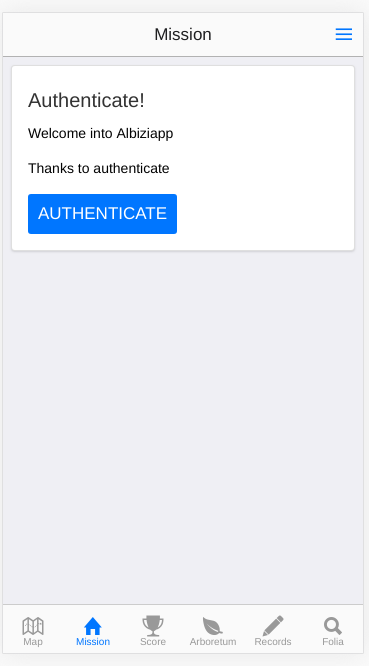 Mission
Authenticate!
Welcome into Albiziapp
Thanks to authenticate
AUTHENTICATE
Map Mission Score Arboretum Records Folia